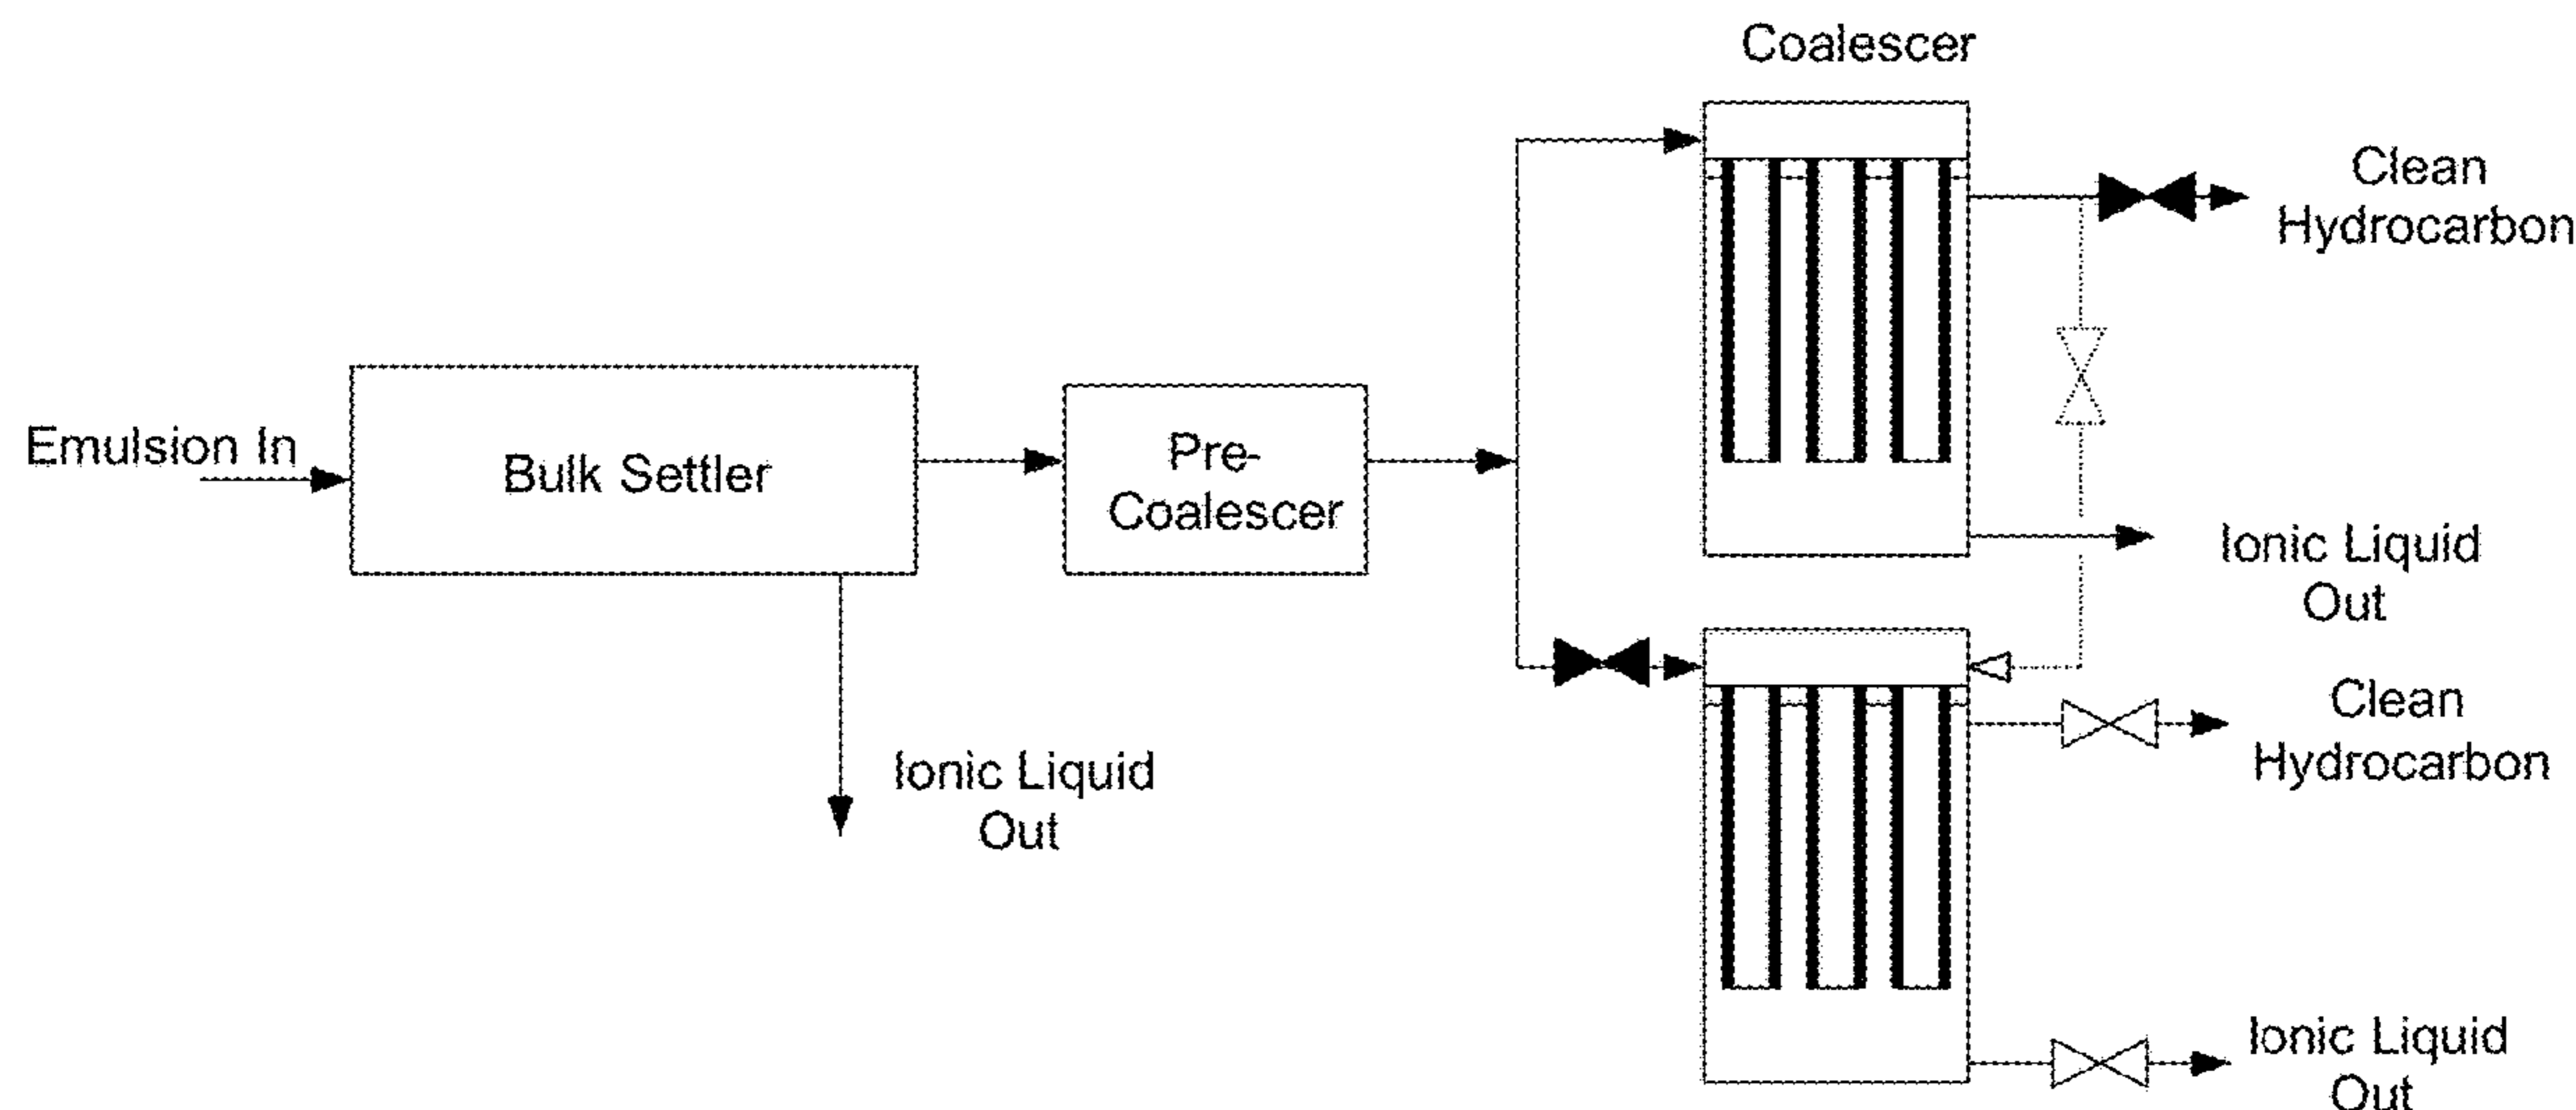 Coalescer
Clean
Hydrocarbon
Emulsion In
Bulk Settler
Pre-
Coalescer
Ionic Liquid
Out
Clean
Hydrocarbon
Ionic Liquid
Out
Ionic Liquid
Out